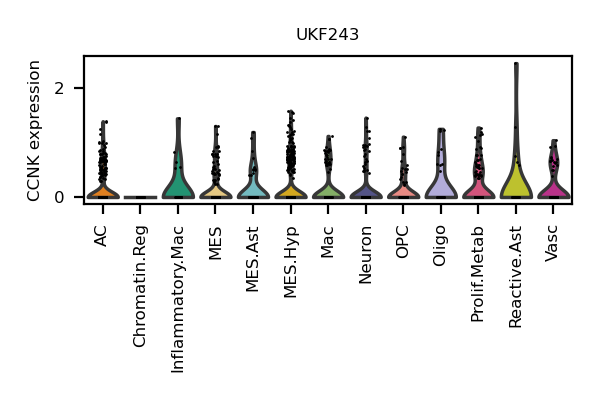 UKF243
CCNK expression
2
0
AC
Chromatin.Reg
Inflammatory.Mac
MES
MES.Ast
MES.Hyp
Mac
Neuron
OPC
Oligo
Prolif.Metab
Reactive.Ast
Vasc